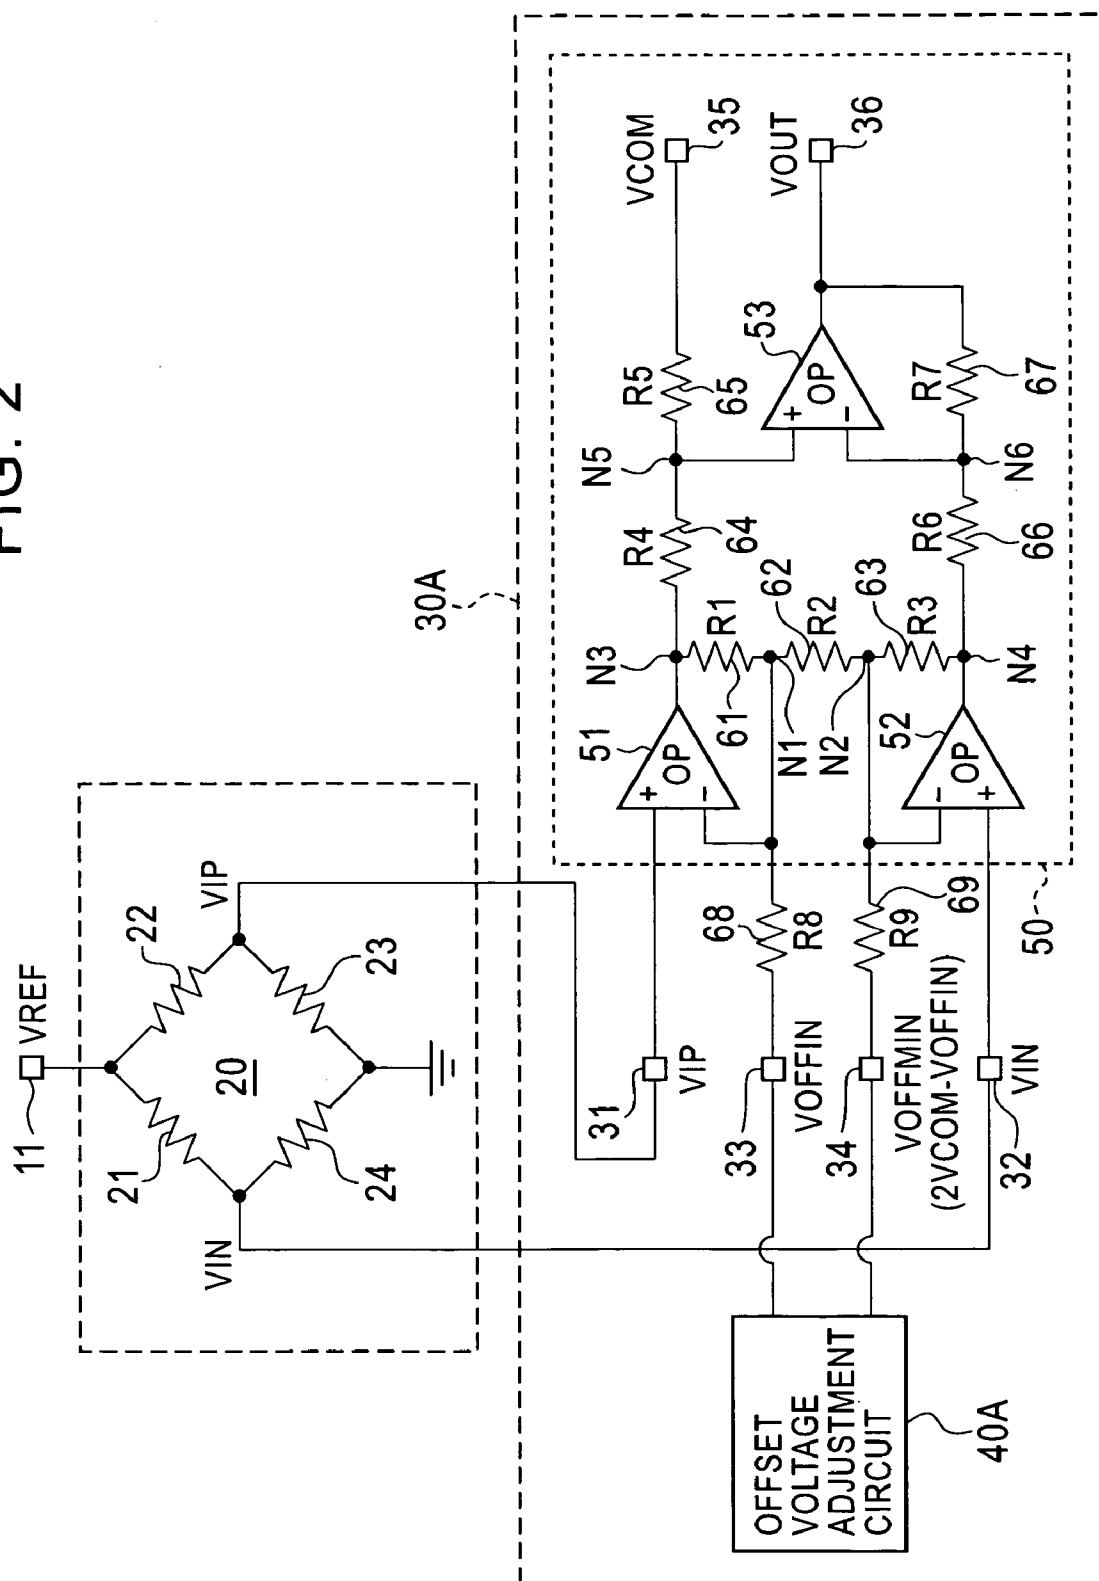 FIG. 2
11
VREF
21
22
20
23
24
VIN
VIP
30A
31
VIP
33
VOFFIN
34
VOFFMIN
(2VCOM-VOFFIN)
32
VIN
OFFSET
VOLTAGE
ADJUSTMENT
CIRCUIT
40A
68
R8
R9
69
50
51
+
OP
-
52
-
OP
+
N3
R1
61
N1
62
R2
N2
63
R3
N4
R4
64
R6
66
N5
N6
R5
65
53
+
OP
-
R7
67
VCOM
35
VOUT
36